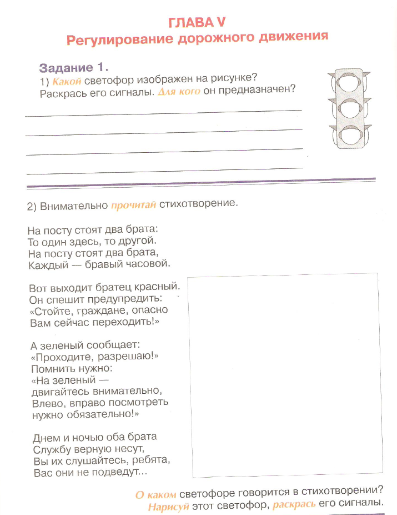 ГЛАВА V
Регулирование дорожного движения
Задание 1.
1) Какой светофор изображен на рисунке?
Раскрась его сигналы. Для кого он предназначен?
2) Внимательно прочитай стихотворение.
На посту стоят два брата:
То один здесь, то другой.
На посту стоят два брата,
Каждый — бравый часовой.
Вот выходит братец красный.
Он спешит предупредить:
«Стойте, граждане, опасно
Вам сейчас переходить!»
А зеленый сообщает:
«Проходите, разрешаю!»
Помнить нужно:
«На зеленый —
двигайтесь внимательно,
Влево, вправо посмотреть
нужно обязательно!»
Днем и ночью оба брата
Службу верную несут,
Вы их слушайтесь, ребята,
Вас они не подведут...
О каком светофоре говорится в стихотворении?
Нарисуй этот светофор, раскрась его сигналы.